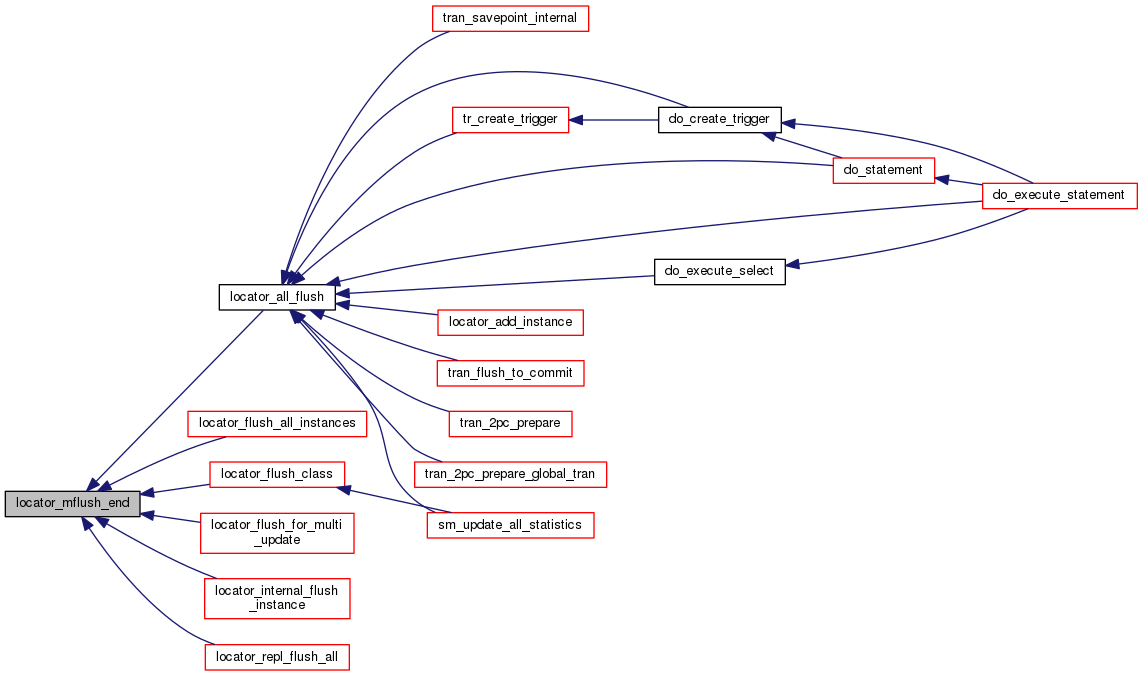 tran_savepoint_internal
tr_create_trigger
do_create_trigger
do_statement
do_execute_statement
do_execute_select
locator_all_flush
locator_add_instance
tran_flush_to_commit
locator_flush_all_instances
tran_2pc_prepare
locator_flush_class
tran_2pc_prepare_global_tran
locator_mflush_end
locator_flush_for_multi
_update
sm_update_all_statistics
locator_internal_flush
_instance
locator_repl_flush_all